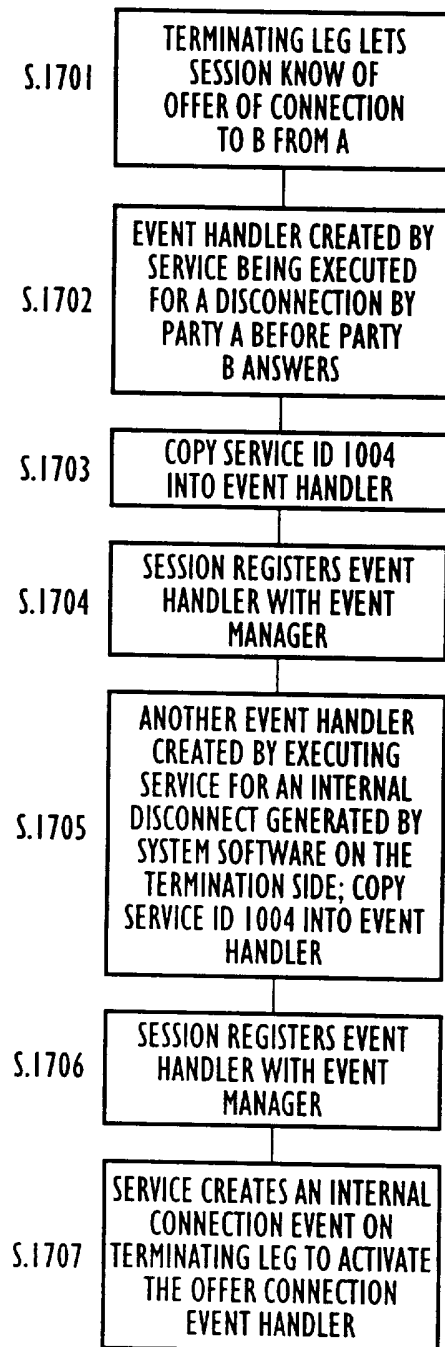 S.1701
TERMINATING LEG LETS
SESSION KNOW OF
OFFER OF CONNECTION
TO B FROM A
S.1702
EVENT HANDLER CREATED BY
SERVICE BEING EXECUTED
FOR A DISCONNECTION BY
PARTY A BEFORE PARTY
B ANSWERS
S.1703
COPY SERVICE ID 1004
INTO EVENT HANDLER
S.1704
SESSION REGISTERS EVENT
HANDLER WITH EVENT
MANAGER
S.1705
ANOTHER EVENT HANDLER
CREATED BY EXECUTING
SERVICE FOR AN INTERNAL
DISCONNECT GENERATED BY
SYSTEM SOFTWARE ON THE
TERMINATION SIDE; COPY
SERVICE ID 1004 INTO EVENT
HANDLER
S.1706
SESSION REGISTERS EVENT
HANDLER WITH EVENT
MANAGER
S.1707
SERVICE CREATES AN INTERNAL
CONNECTION EVENT ON
TERMINATING LEG TO ACTIVATE
THE OFFER CONNECTION
EVENT HANDLER